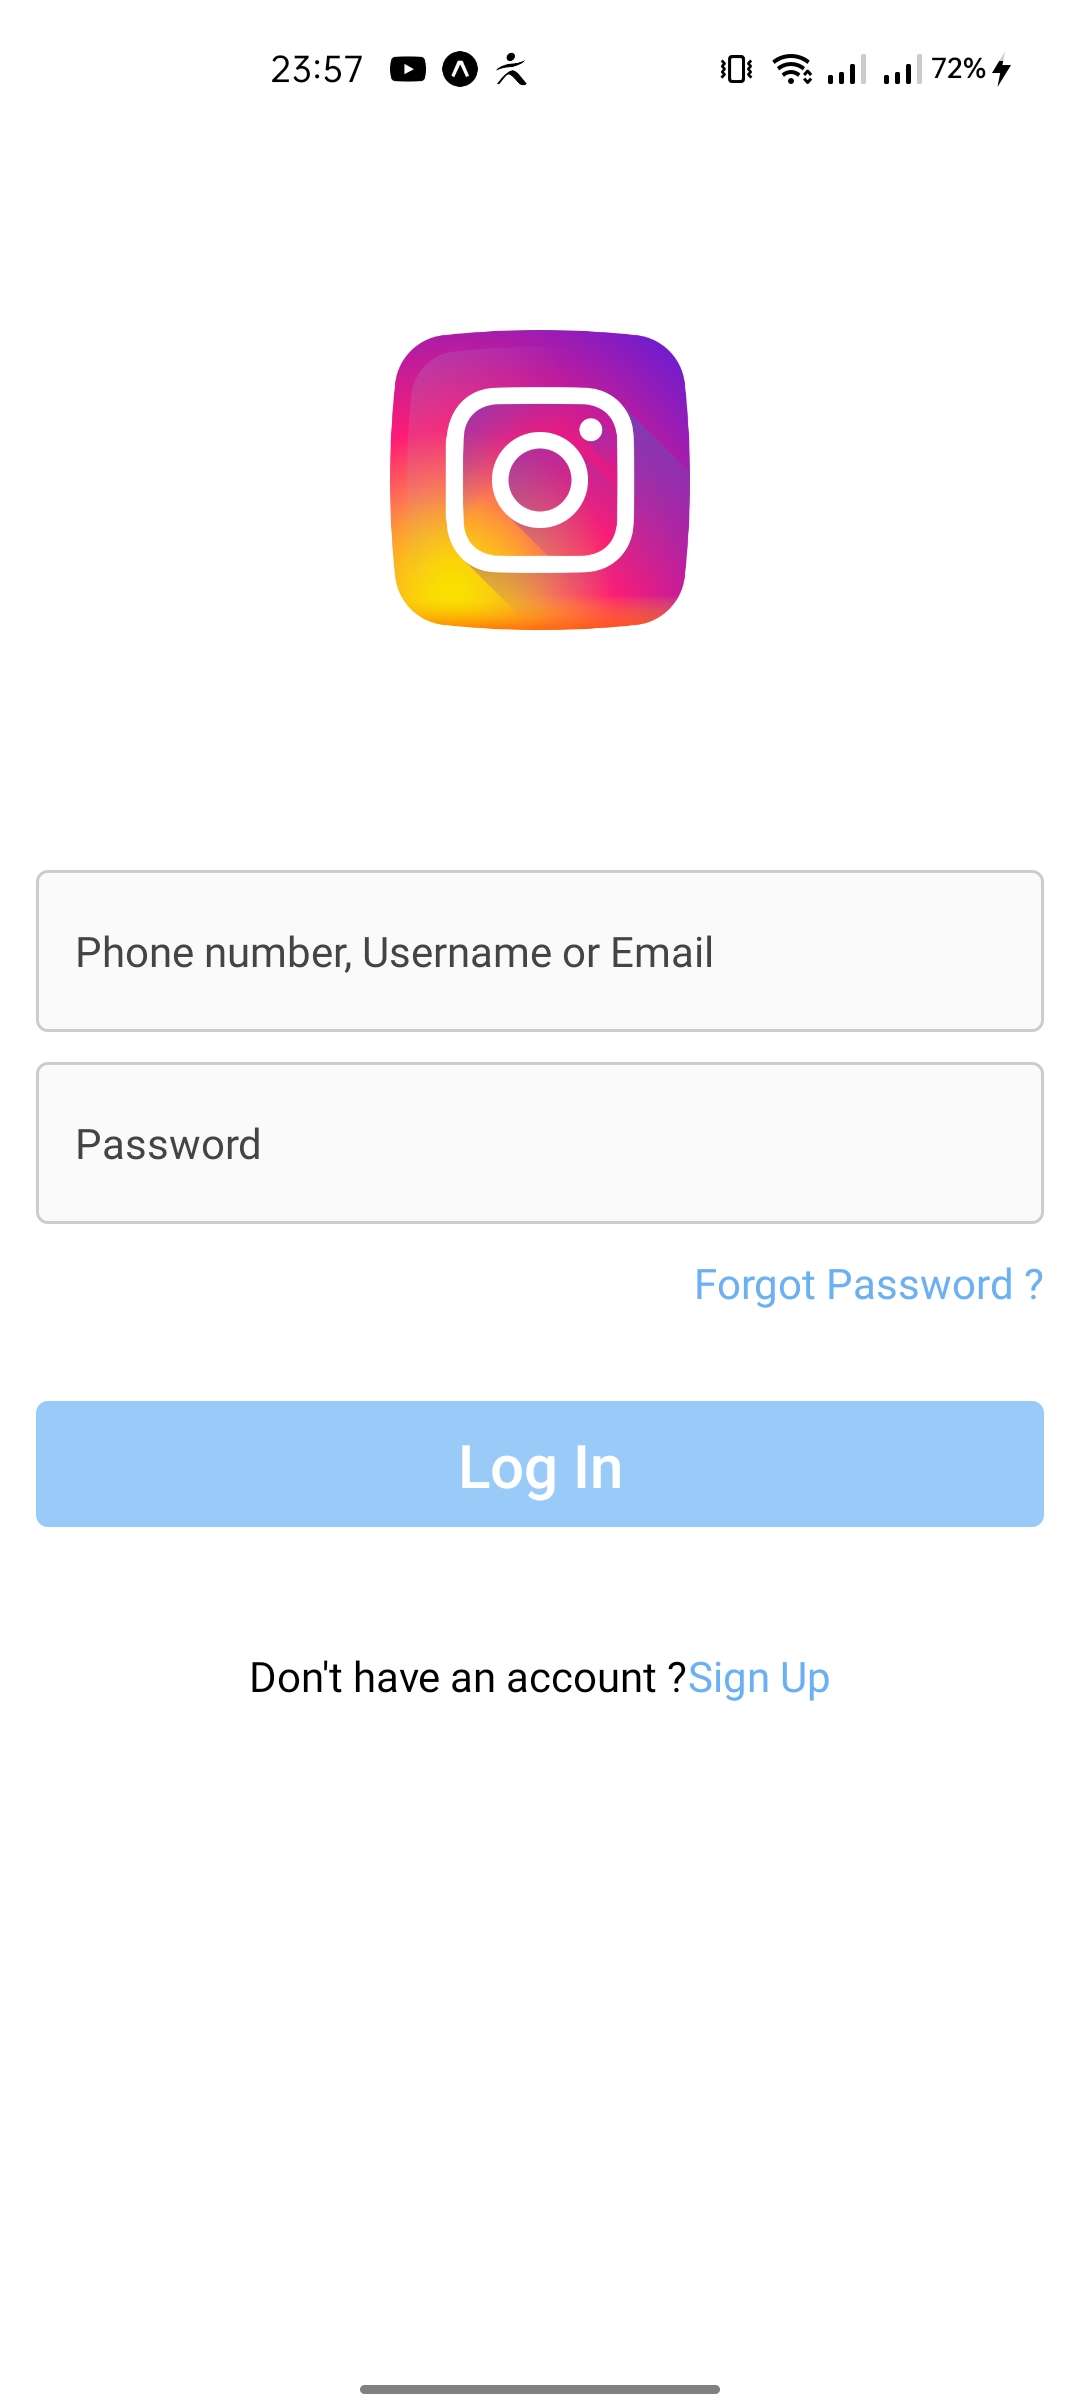 23:57 72%
Phone number, Username or Email
Password
Forgot Password ?
Log In
Don't have an account ?Sign Up